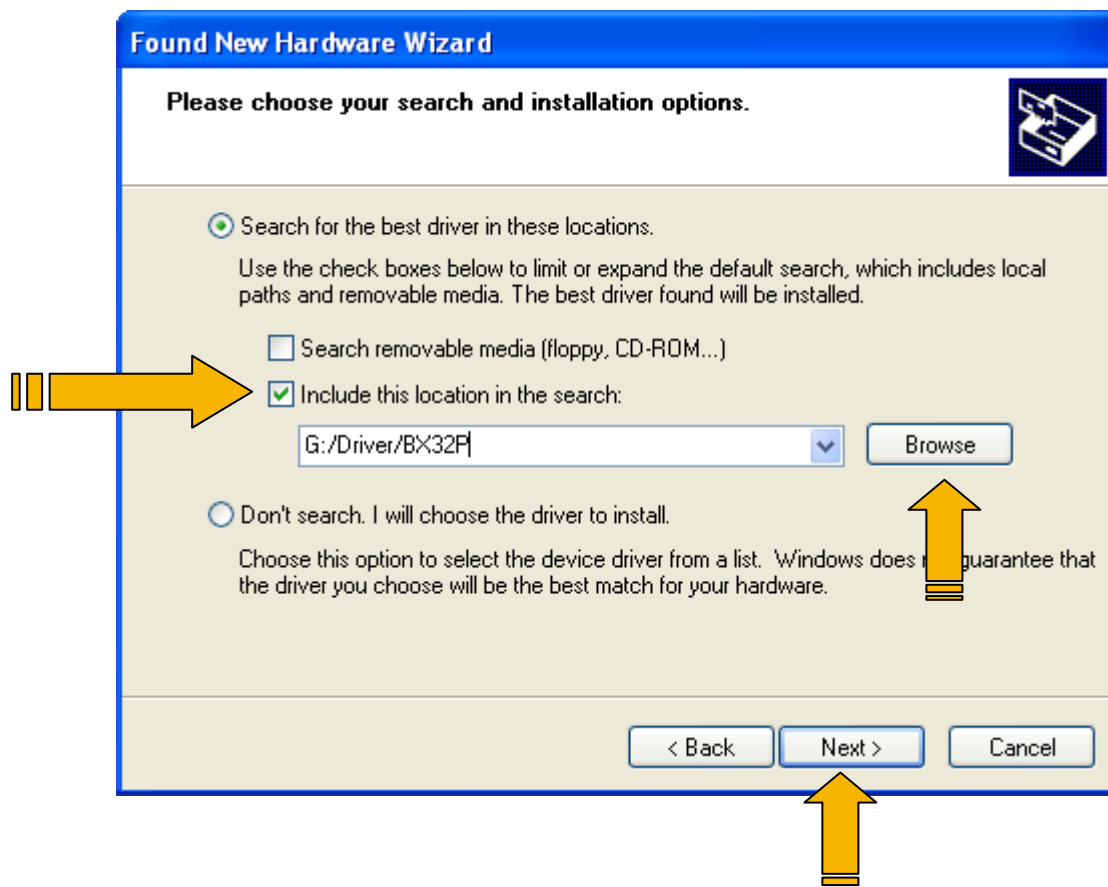 Found New Hardware Wizard
Please choose your search and installation options.
Search for the best driver in these locations.
Use the check boxes below to limit or expand the default search, which includes local
paths and removable media. The best driver found will be installed.
Search removable media (floppy, CD-ROM...)
Include this location in the search:
G:/Driver/BX32P
Browse
Don't search. I will choose the driver to install.
Choose this option to select the device driver from a list. Windows does guarantee that
the driver you choose will be the best match for your hardware.
< Back
Next >
Cancel